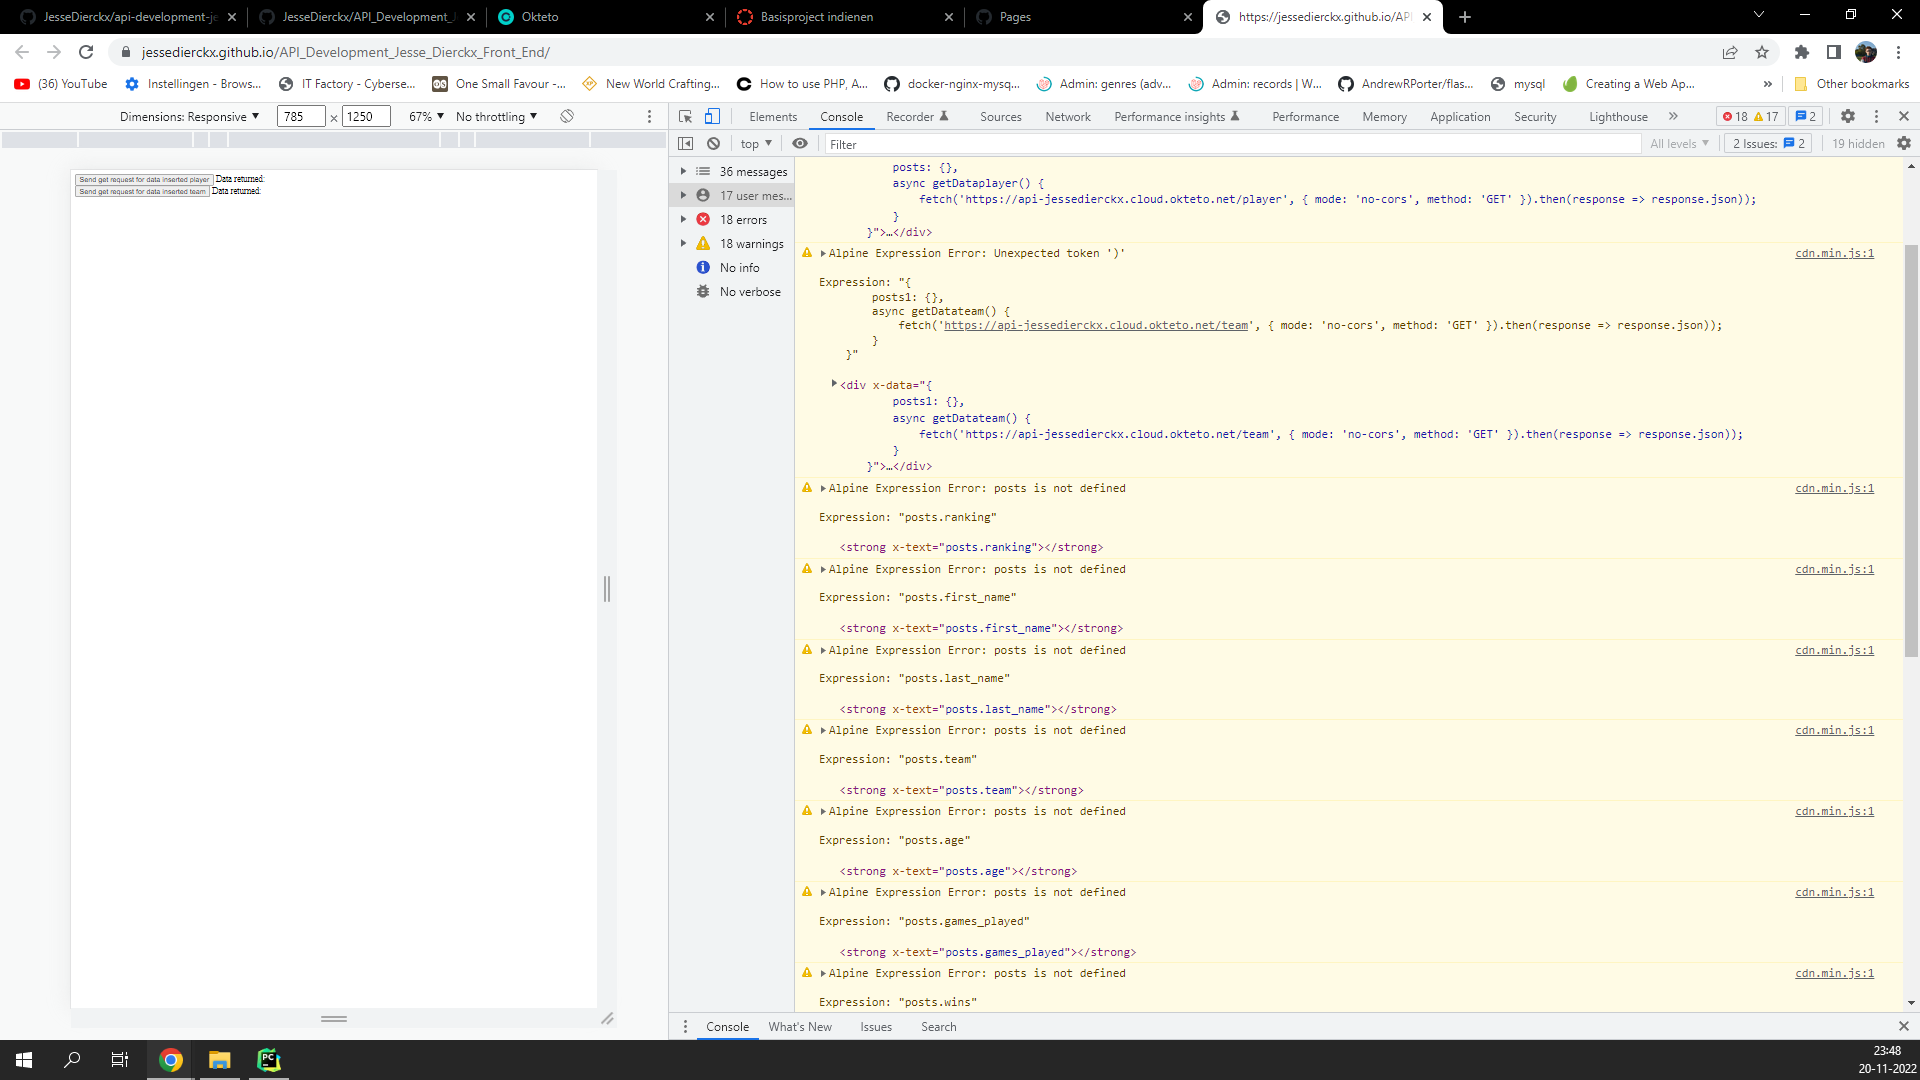 JesseDierckx/api-development-je
JesseDierckx/API_Development_J
Okteto
Basisproject indienen
Pages
https://jessedierckx.github.io/API
jessedierckx.github.io/API_Development_Jesse_Dierckx_Front_End/
(36) YouTube
Instellingen - Brows...
IT Factory - Cyberse...
One Small Favour -...
New World Crafting...
How to use PHP, A...
docker-nginx-mysq...
Admin: genres (adv...
Admin: records | W...
AndrewRPorter/flas...
mysql
Creating a Web Ap...
»
Other bookmarks
Dimensions: Responsive ▼ 785 × 1250 67% ▼ No throttling ▼
Elements Console Recorder Sources Network Performance insights Performance Memory Application Security Lighthouse » 18 17 2
top ▼ Filter All levels ▼ 2 Issues: 2 19 hidden
Send get request for data inserted player Data returned:
Send get request for data inserted team Data returned:
36 messages
17 user mes...
18 errors
18 warnings
No info
No verbose
posts: {},
async getDataplayer() {
fetch('https://api-jessedierckx.cloud.okteto.net/player', { mode: 'no-cors', method: 'GET' }).then(response => response.json));
}
}">…</div>
Alpine Expression Error: Unexpected token ')' cdn.min.js:1
Expression: "{
posts1: {},
async getDatateam() {
fetch('https://api-jessedierckx.cloud.okteto.net/team', { mode: 'no-cors', method: 'GET' }).then(response => response.json));
}
}"
<div x-data="{
posts1: {},
async getDatateam() {
fetch('https://api-jessedierckx.cloud.okteto.net/team', { mode: 'no-cors', method: 'GET' }).then(response => response.json));
}
}">…</div>
Alpine Expression Error: posts is not defined cdn.min.js:1
Expression: "posts.ranking"
<strong x-text="posts.ranking"></strong>
Alpine Expression Error: posts is not defined cdn.min.js:1
Expression: "posts.first_name"
<strong x-text="posts.first_name"></strong>
Alpine Expression Error: posts is not defined cdn.min.js:1
Expression: "posts.last_name"
<strong x-text="posts.last_name"></strong>
Alpine Expression Error: posts is not defined cdn.min.js:1
Expression: "posts.team"
<strong x-text="posts.team"></strong>
Alpine Expression Error: posts is not defined cdn.min.js:1
Expression: "posts.age"
<strong x-text="posts.age"></strong>
Alpine Expression Error: posts is not defined cdn.min.js:1
Expression: "posts.games_played"
<strong x-text="posts.games_played"></strong>
Alpine Expression Error: posts is not defined cdn.min.js:1
Expression: "posts.wins"
Console What's New Issues Search
23:48
20-11-2022